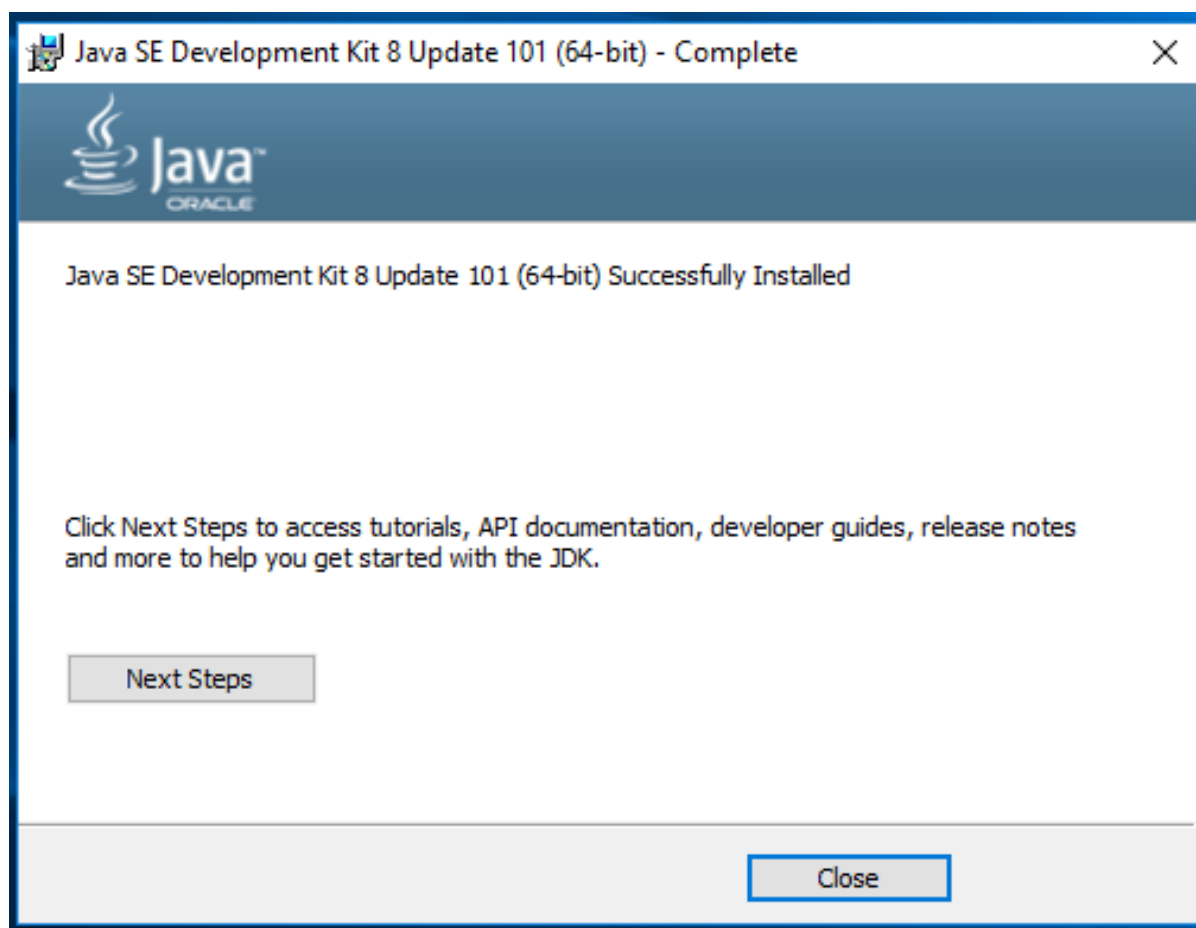 Java SE Development Kit 8 Update 101 (64-bit) - Complete
Java™
ORACLE
Java SE Development Kit 8 Update 101 (64-bit) Successfully Installed
Click Next Steps to access tutorials, API documentation, developer guides, release notes
and more to help you get started with the JDK.
Next Steps
Close